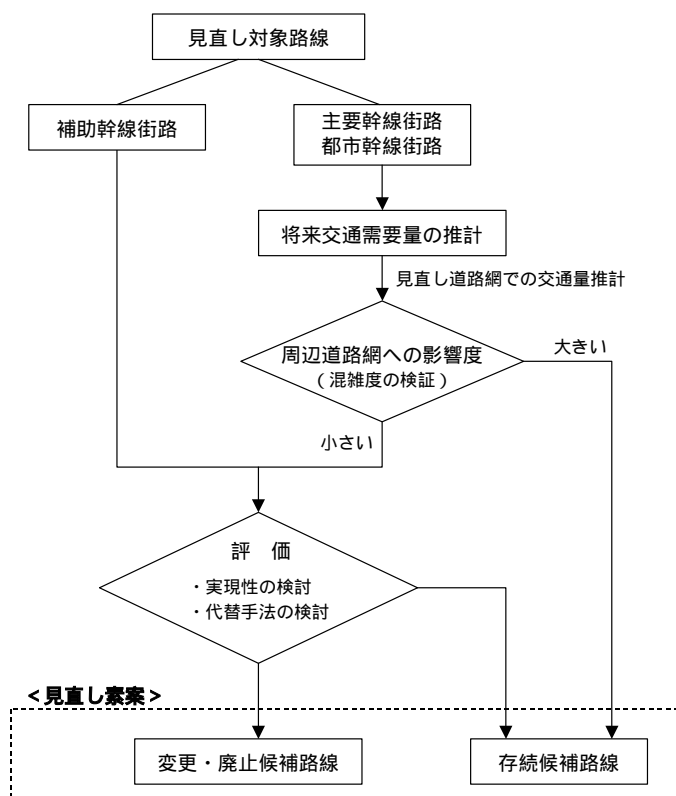 見直し対象路線
補助幹線街路
主要幹線街路
都市幹線街路
将来交通需要量の推計
見直し道路網での交通量推計
周辺道路網への影響度
（混雑度の検証）
大きい
小さい
評　価
・実現性の検討
・代替手法の検討
＜見直し素案＞
変更・廃止候補路線
存続候補路線